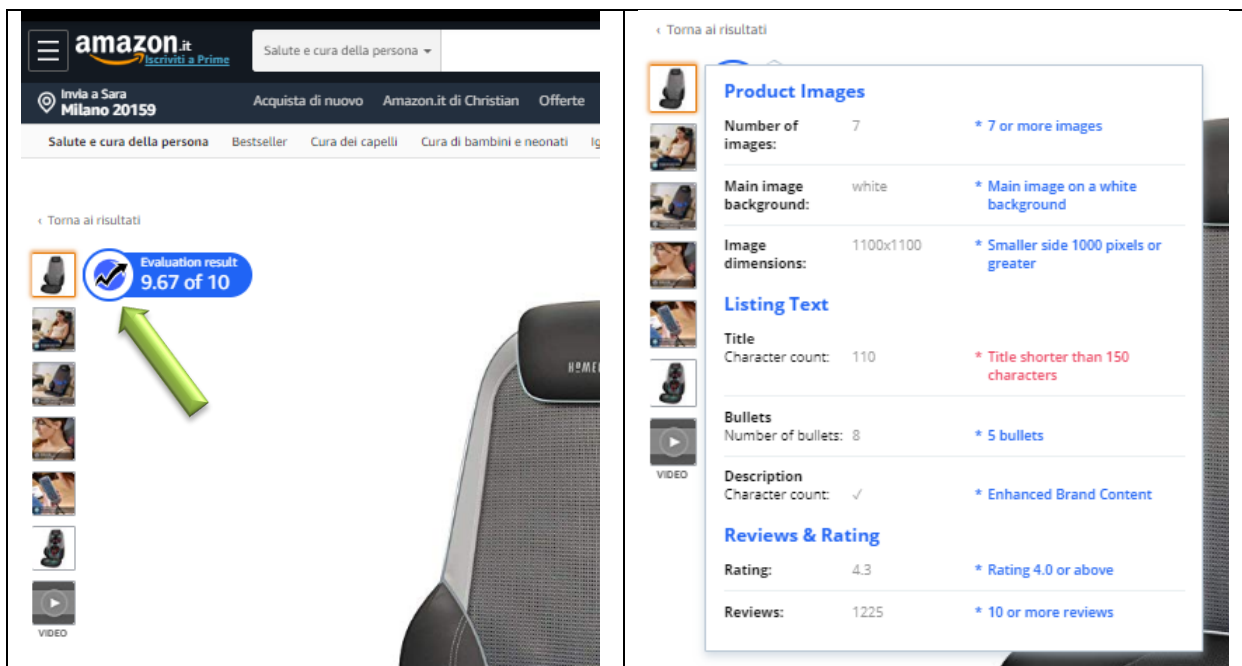 amazon.it
Iscriviti a Prime
Salute e cura della persona
Invia a Sara
Milano 20159
Acquista di nuovo Amazon.it di Christian Offerte
Salute e cura della persona Bestseller Cura dei capelli Cura di bambini e neonati Ig
‹ Torna ai risultati
Evaluation result
9.67 of 10
VIDEO
‹ Torna ai risultati
Product Images
Number of images: 7 * 7 or more images
Main image background: white * Main image on a white background
Image dimensions: 1100x1100 * Smaller side 1000 pixels or greater
Listing Text
Title
Character count: 110 * Title shorter than 150 characters
Bullets
Number of bullets: 8 * 5 bullets
Description
Character count: √ * Enhanced Brand Content
Reviews & Rating
Rating: 4.3 * Rating 4.0 or above
Reviews: 1225 * 10 or more reviews
VIDEO